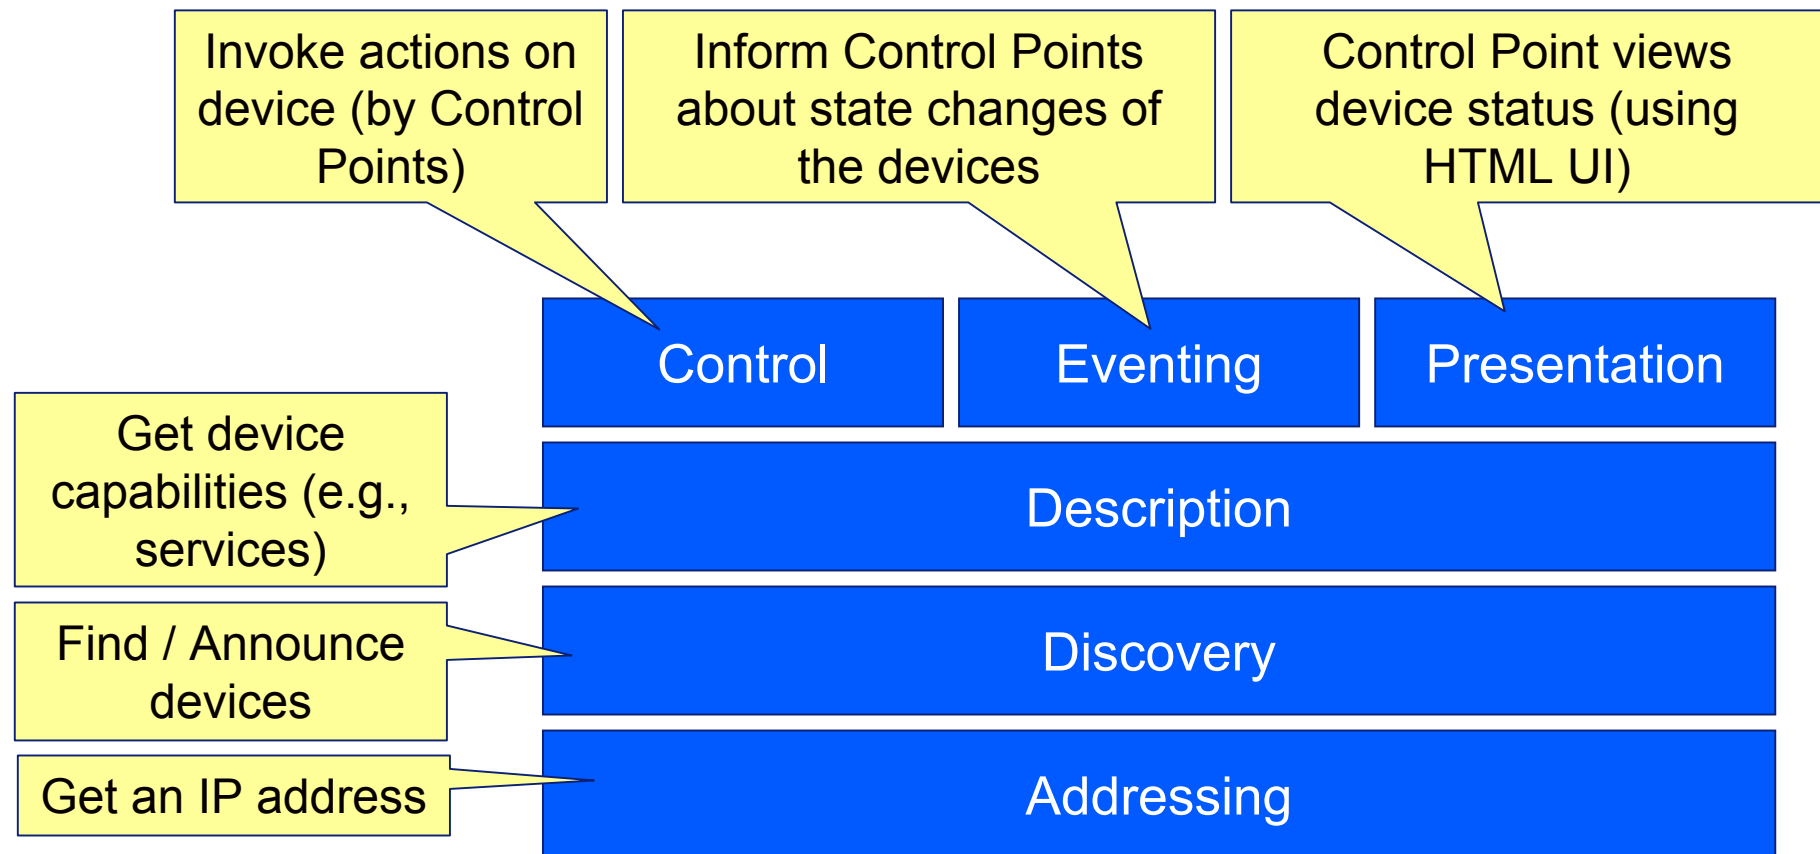 Invoke actions on
device (by Control
Points)
Inform Control Points
about state changes of
the devices
Control Point views
device status (using
HTML UI)
Control
Eventing
Presentation
Get device
capabilities (e.g.,
services)
Description
Find / Announce
devices
Discovery
Get an IP address
Addressing